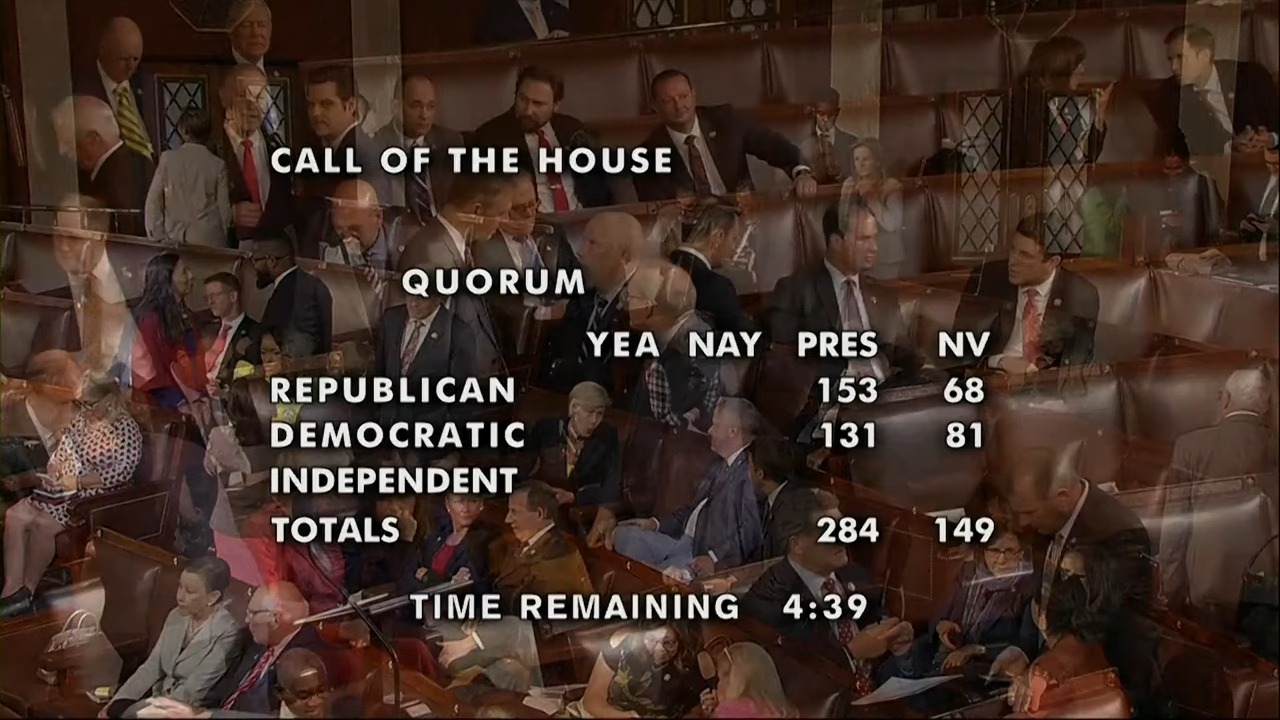 CALL OF THE HOUSE
QUORUM
YEA NAY PRES NV
REPUBLICAN 153 68
DEMOCRATIC 131 81
INDEPENDENT
TOTALS 284 149
TIME REMAINING 4:39